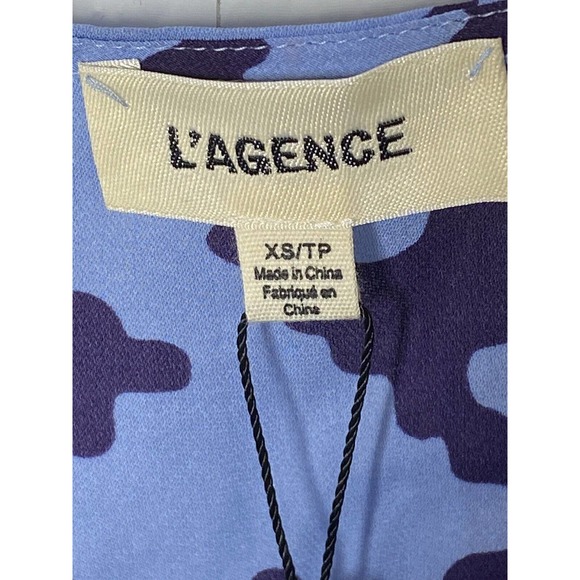 L'AGENCE
XS/TP
Made in China
Fabriqué en
Chine